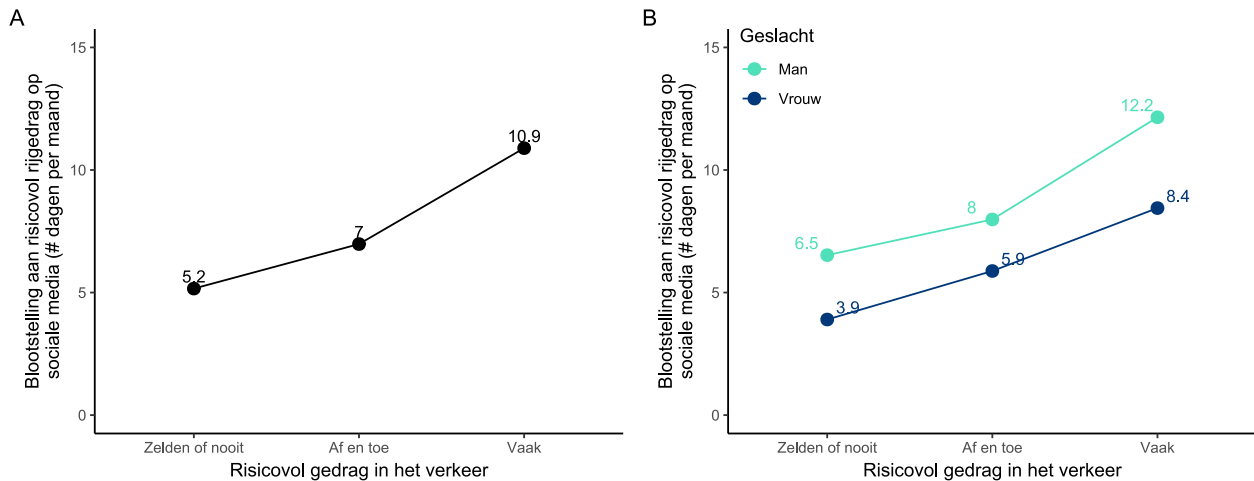 A
Blootstelling aan risicovol rijgedrag op
sociale media (# dagen per maand)
15
10
5
0
5.2
7
10.9
Zelden of nooit
Af en toe
Vaak
Risicovol gedrag in het verkeer
B
Blootstelling aan risicovol rijgedrag op
sociale media (# dagen per maand)
15
10
5
0
Geslacht
Man
Vrouw
6.5
8
12.2
3.9
5.9
8.4
Zelden of nooit
Af en toe
Vaak
Risicovol gedrag in het verkeer